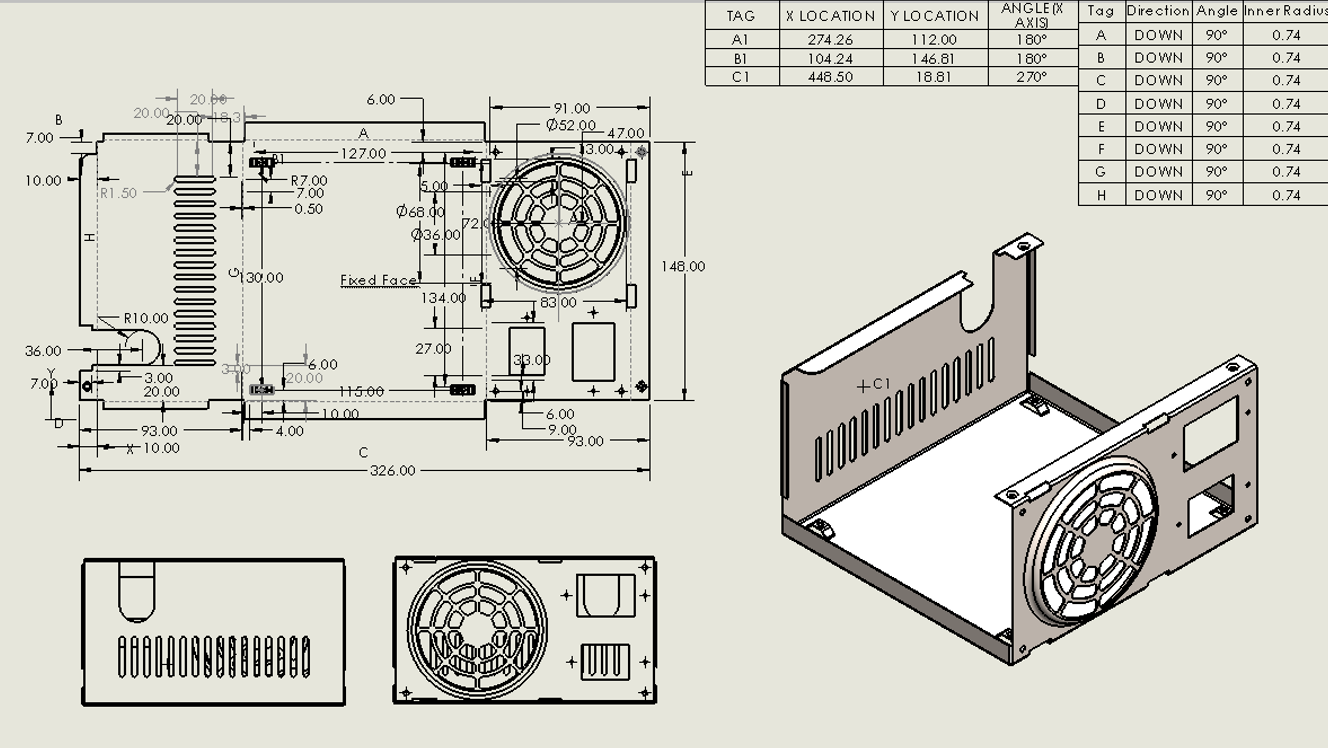 TAG X LOCATION Y LOCATION ANGLE(X AXIS)
A1 274.26 112.00 180°
B1 104.24 146.81 180°
C1 448.50 18.81 270°
Tag Direction Angle Inner Radius
A DOWN 90° 0.74
B DOWN 90° 0.74
C DOWN 90° 0.74
D DOWN 90° 0.74
E DOWN 90° 0.74
F DOWN 90° 0.74
G DOWN 90° 0.74
H DOWN 90° 0.74
20.00
6.00
91.00
20.00
20.00
18.3
Ø52.00
B
A
47.00
7.00
127.00
13.00
B1
10.00
R1.50
R7.00
7.00
5.00
E
0.50
Ø68.00
72.0
A1
Ø36.00
H
G
130.00
Fixed Face
148.00
134.00
83.00
R10.00
36.00
27.00
33.00
6.00
3.00
20.00
Y
7.00
3.00
20.00
115.00
10.00
6.00
D
93.00
4.00
9.00
93.00
X
10.00
C
326.00
C1